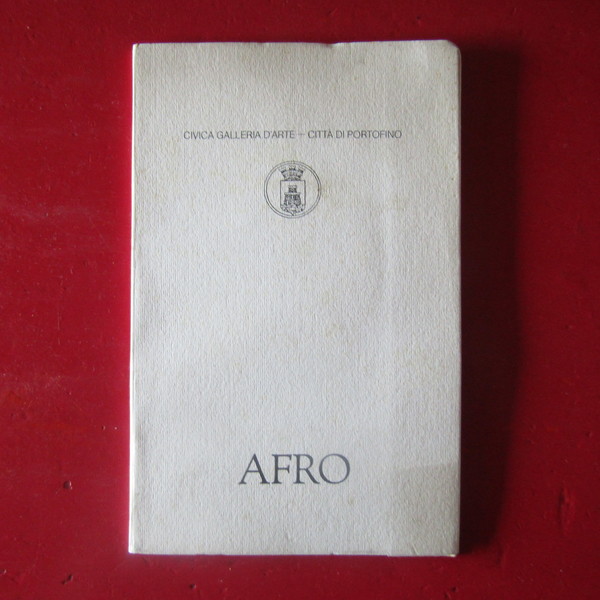 CIVICA GALLERIA D'ARTE – CITTÀ DI PORTOFINO
AFRO